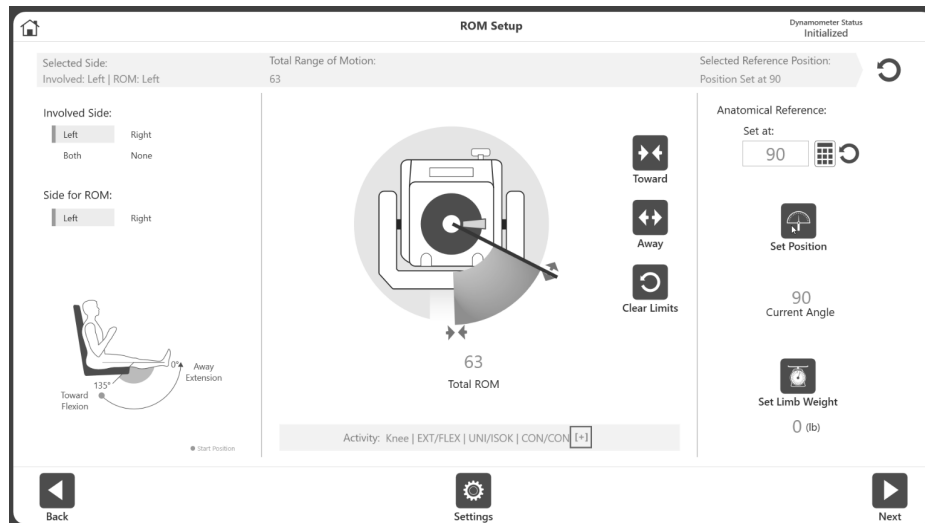 ROM Setup
Dynamometer Status
Initialized
Selected Side:
Involved: Left | ROM: Left
Total Range of Motion:
63
Selected Reference Position:
Position Set at 90
Involved Side:
Left Right
Both None
Side for ROM:
Left Right
0°
Away
Extension
135°
Toward
Flexion
Start Position
Toward
Away
Clear Limits
63
Total ROM
Activity: Knee | EXT/FLEX | UNI/ISOK | CON/CON [+]
Anatomical Reference:
Set at:
90
Set Position
90
Current Angle
Set Limb Weight
0 (lb)
Back
Settings
Next